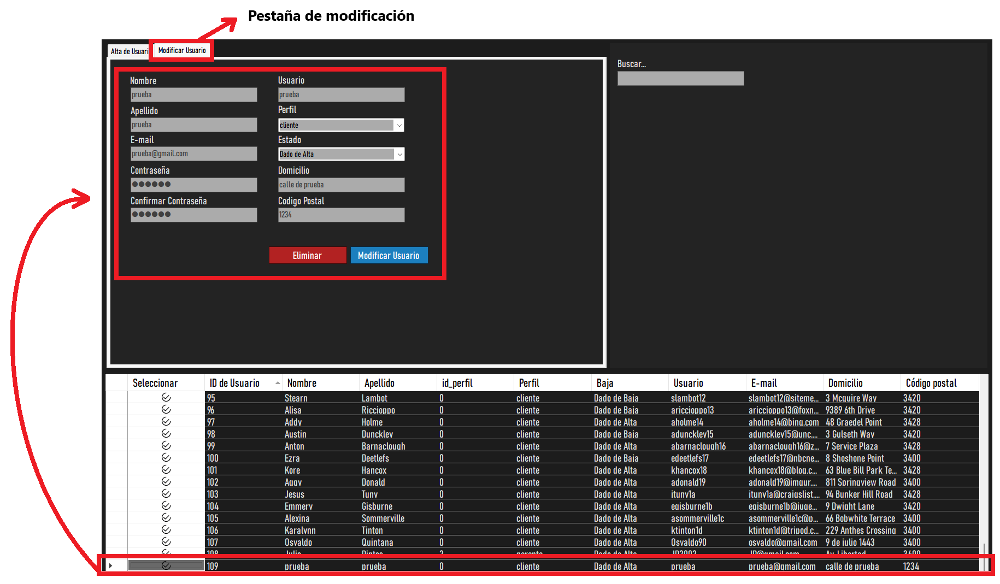 Pestaña de modificación
Alta de Usuari
Modificar Usuario
Buscar...
Nombre
prueba
Usuario
prueba
Apellido
prueba
Perfil
cliente
E-mail
prueba@gmail.com
Estado
Dado de Alta
Contraseña
●●●●●●
Domicilio
calle de prueba
Confirmar Contraseña
●●●●●●
Codigo Postal
1234
Eliminar
Modificar Usuario
Seleccionar ID de Usuario Nombre Apellido id_perfil Perfil Baja Usuario E-mail Domicilio Código postal
95 Stearn Lambot 0 cliente Dado de Baja slambot12 slambot12@siteme... 3 Mcguire Way 3420
96 Alisa Riccioppo 0 cliente Dado de Baja ariccioppo13 ariccioppo13@foxn... 9389 6th Drive 3420
97 Addy Holme 0 cliente Dado de Alta aholme14 aholme14@bing.com 48 Graedel Point 3428
98 Austin Dunckley 0 cliente Dado de Baja adunckley15 adunckley15@unc.... 3 Gulseth Way 3420
99 Anton Barnaclough 0 cliente Dado de Alta abarnaclough16 abarnaclough16@z... 7 Service Plaza 3428
100 Ezra Deetlefs 0 cliente Dado de Baja edeetlefs17 edeetlefs17@nbcne... 8 Shoshone Point 3400
101 Kore Hancox 0 cliente Dado de Alta khancox18 khancox18@blog.c... 63 Blue Bill Park Te... 3428
102 Aggy Donald 0 cliente Dado de Alta adonald19 adonald19@imgur.... 811 Springview Road 3400
103 Jesus Tuny 0 cliente Dado de Alta jtuny1a jtuny1a@craigslist.... 94 Bunker Hill Road 3428
104 Emmery Gisburne 0 cliente Dado de Alta egisburne1b egisburne1b@juge... 9 Dwight Lane 3420
105 Alexina Sommerville 0 cliente Dado de Alta asommerville1c asommerville1c@p... 66 Bobwhite Terrace 3400
106 Karalynn Tinton 0 cliente Dado de Alta ktinton1d ktinton1d@tripod.c... 229 Anthes Crossing 3400
107 Osvaldo Quintana 0 cliente Dado de Alta Osvaldo90 osvaldo@gmail.com 9 de julio 1443 3400
108 Dado de Alta
109 prueba prueba 0 cliente Dado de Alta prueba prueba@gmail.com calle de prueba 1234